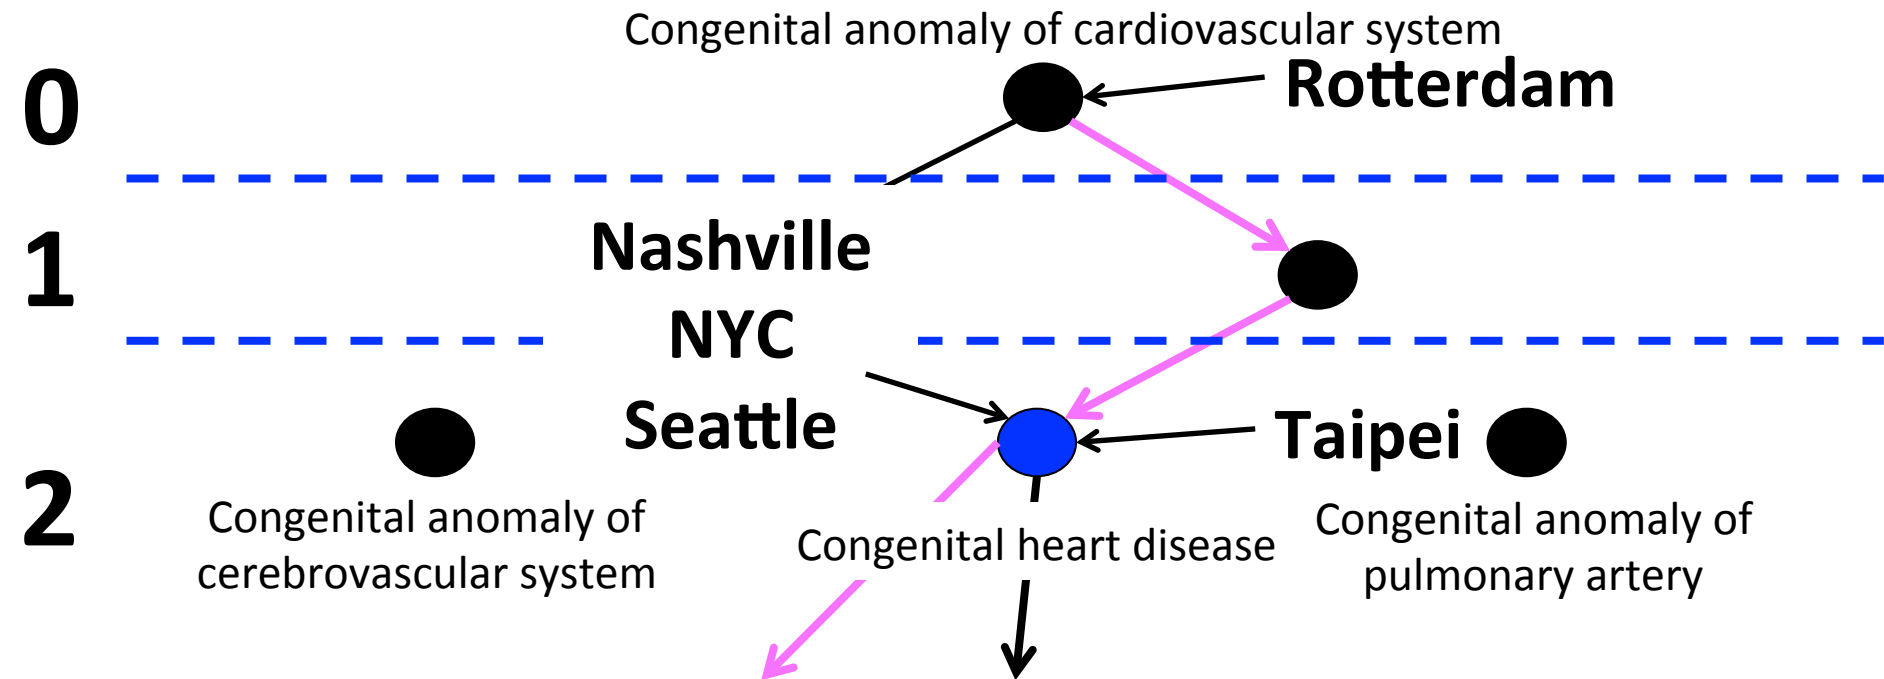 Congenital anomaly of cardiovascular system
0
Rotterdam
1
Nashville
NYC
Seattle
Taipei
2
Congenital anomaly of
cerebrovascular system
Congenital heart disease
Congenital anomaly of
pulmonary artery